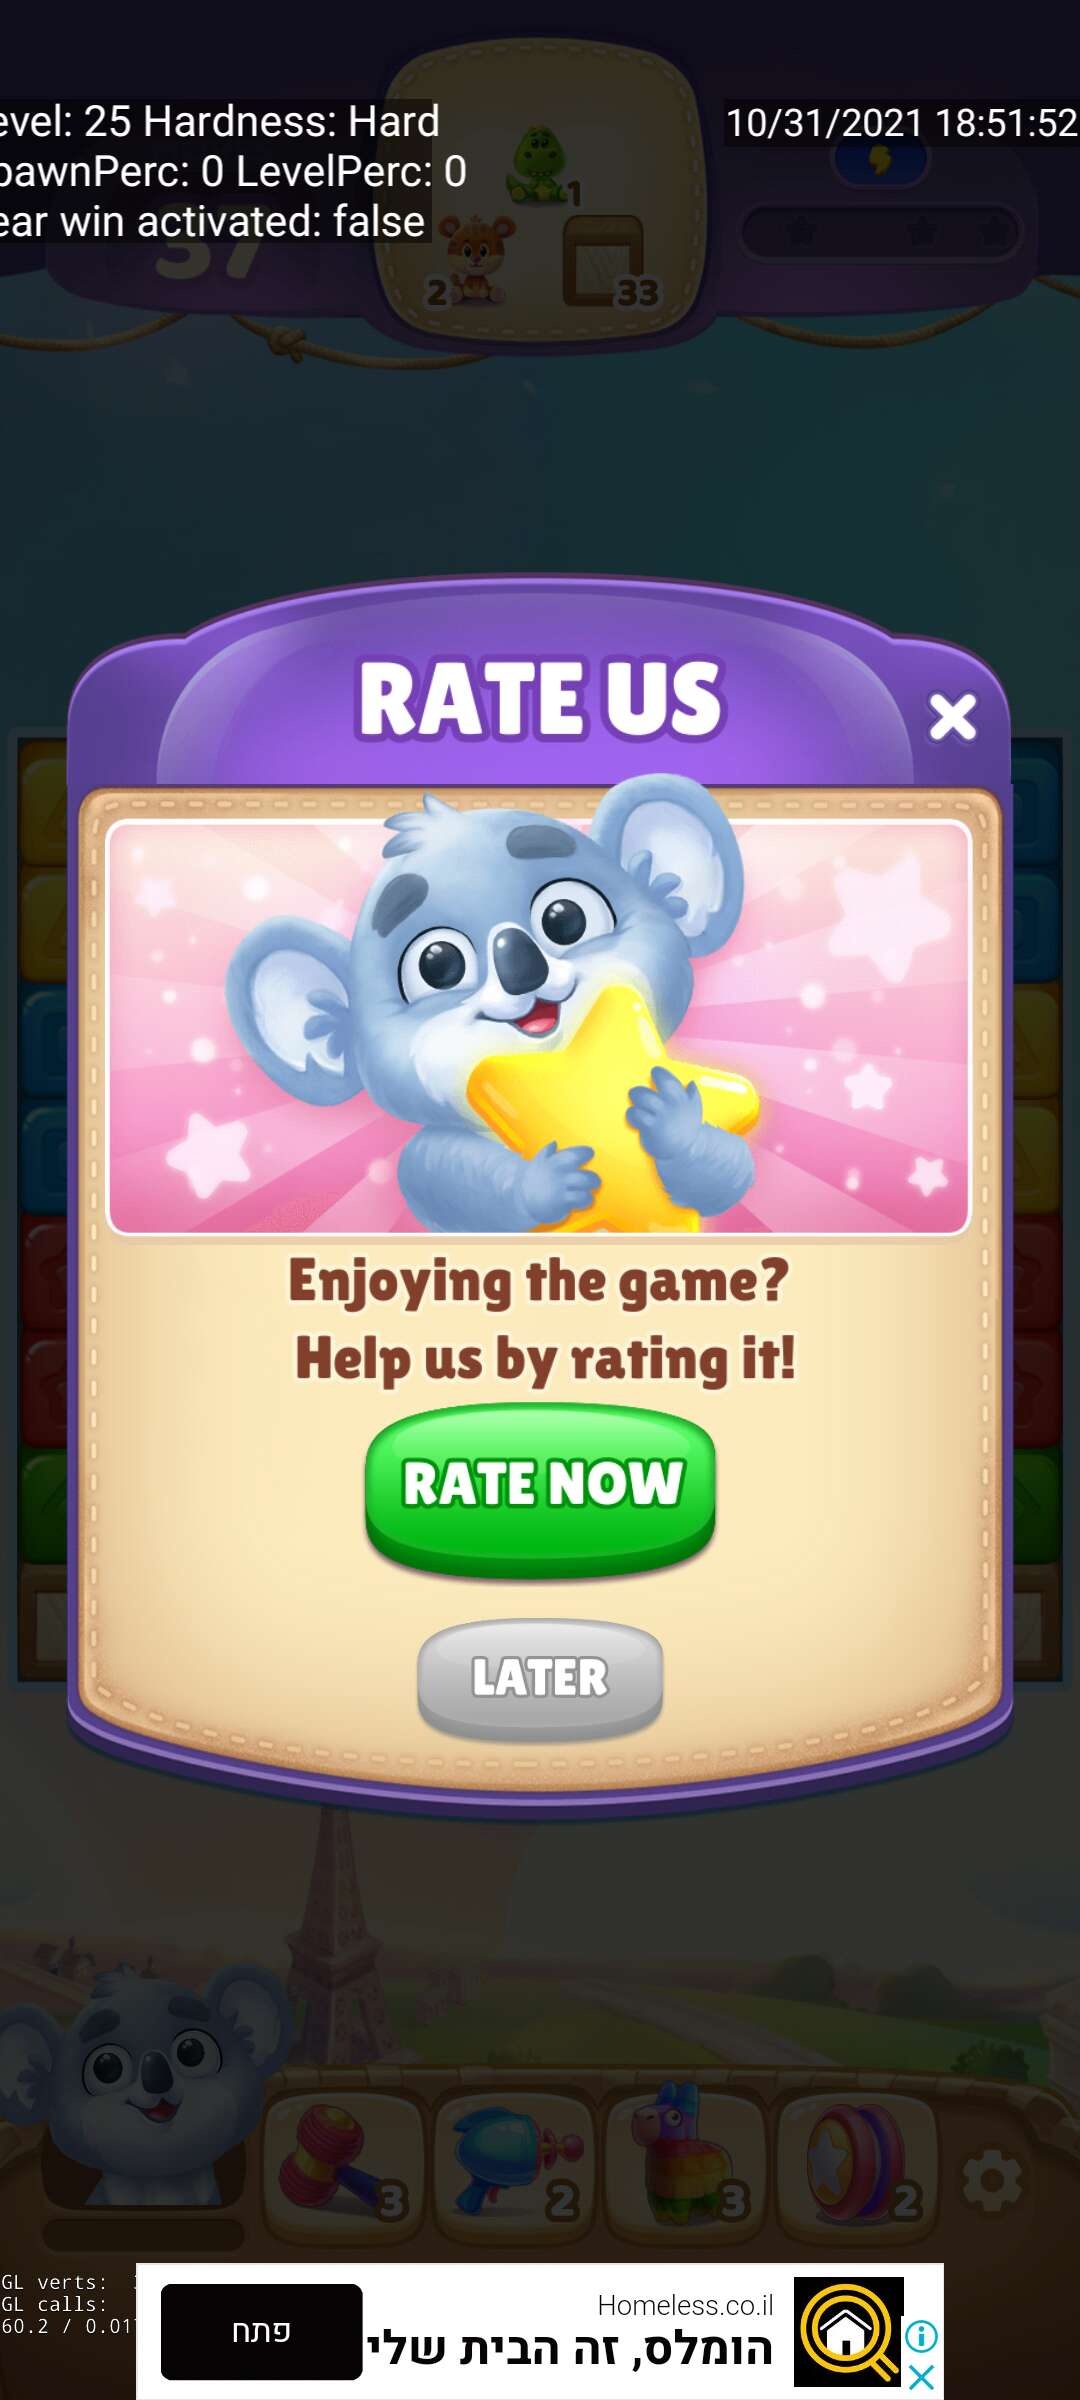 evel: 25 Hardness: Hard
10/31/2021 18:51:52
pawnPerc: 0 LevelPerc: 0
ear win activated: false
37
1
2
33
RATE US
Enjoying the game?
Help us by rating it!
RATE NOW
LATER
3
2
3
2
GL verts:
GL calls:
60.2 / 0.01
Homeless.co.il
הומלס, זה הבית שלי
פתח